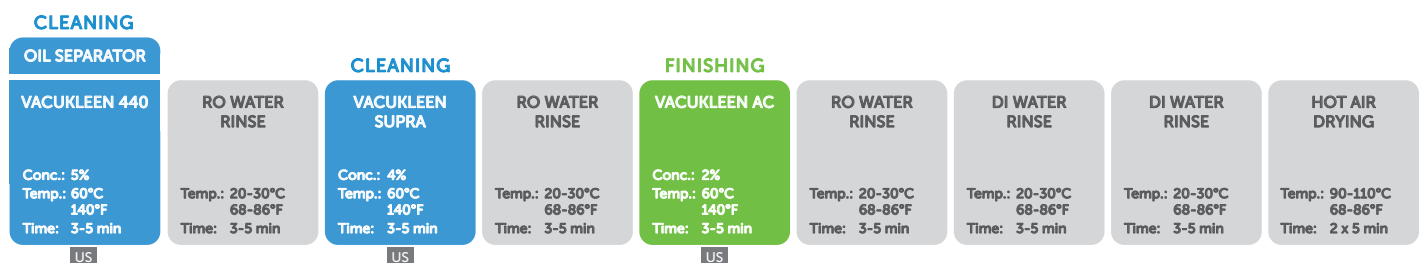 CLEANING
OIL SEPARATOR
VACUKLEEN 440
Conc.: 5%
Temp.: 60°C
140°F
Time: 3-5 min
US
RO WATER
RINSE
Temp.: 20-30°C
68-86°F
Time: 3-5 min
CLEANING
VACUKLEEN
SUPRA
Conc.: 4%
Temp.: 60°C
140°F
Time: 3-5 min
US
RO WATER
RINSE
Temp.: 20-30°C
68-86°F
Time: 3-5 min
FINISHING
VACUKLEEN AC
Conc.: 2%
Temp.: 60°C
140°F
Time: 3-5 min
US
RO WATER
RINSE
Temp.: 20-30°C
68-86°F
Time: 3-5 min
DI WATER
RINSE
Temp.: 20-30°C
68-86°F
Time: 3-5 min
DI WATER
RINSE
Temp.: 20-30°C
68-86°F
Time: 3-5 min
HOT AIR
DRYING
Temp.: 90-110°C
68-86°F
Time: 2 x 5 min